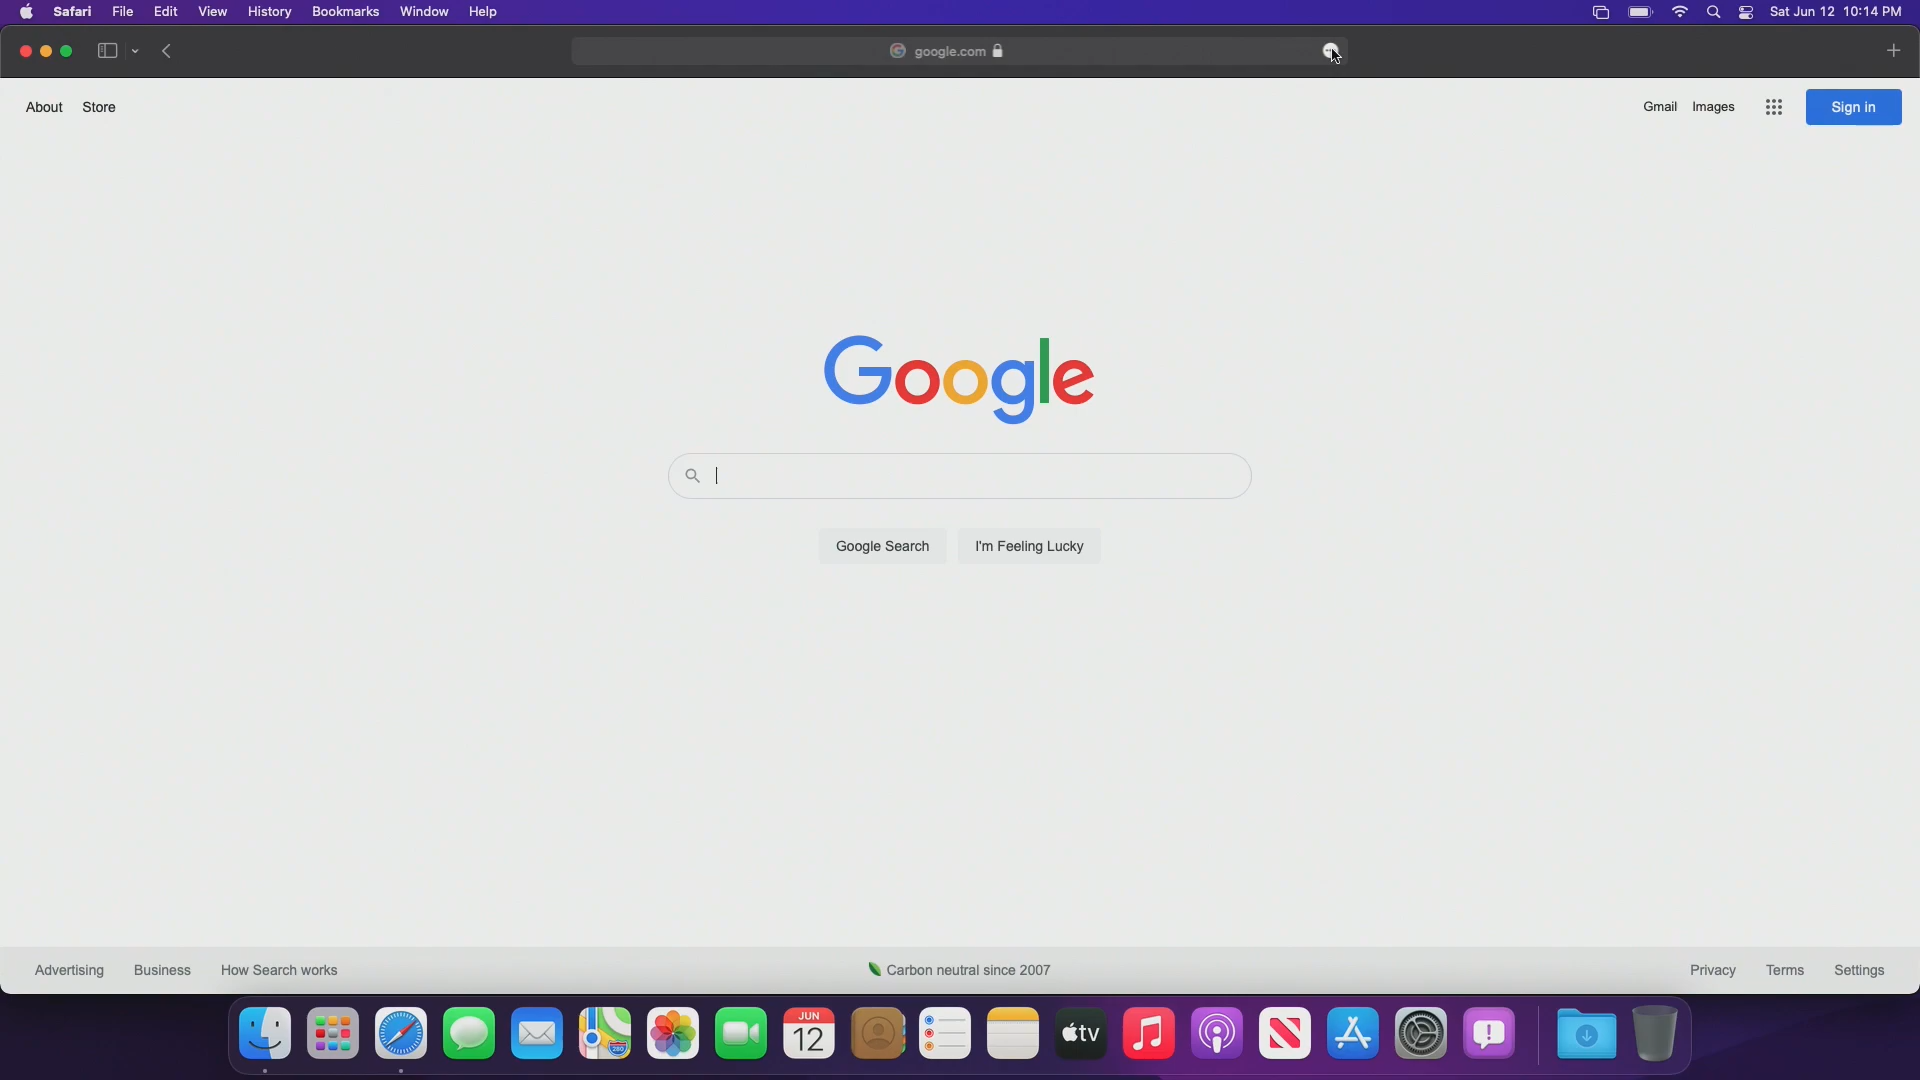 Safari File Edit View History Bookmarks Window Help Sat Jun 12 10:14 PM
google.com
About Store Gmail Images Sign in
Google
Google Search I'm Feeling Lucky
Advertising Business How Search works Carbon neutral since 2007 Privacy Terms Settings
JUN
12
280
tv